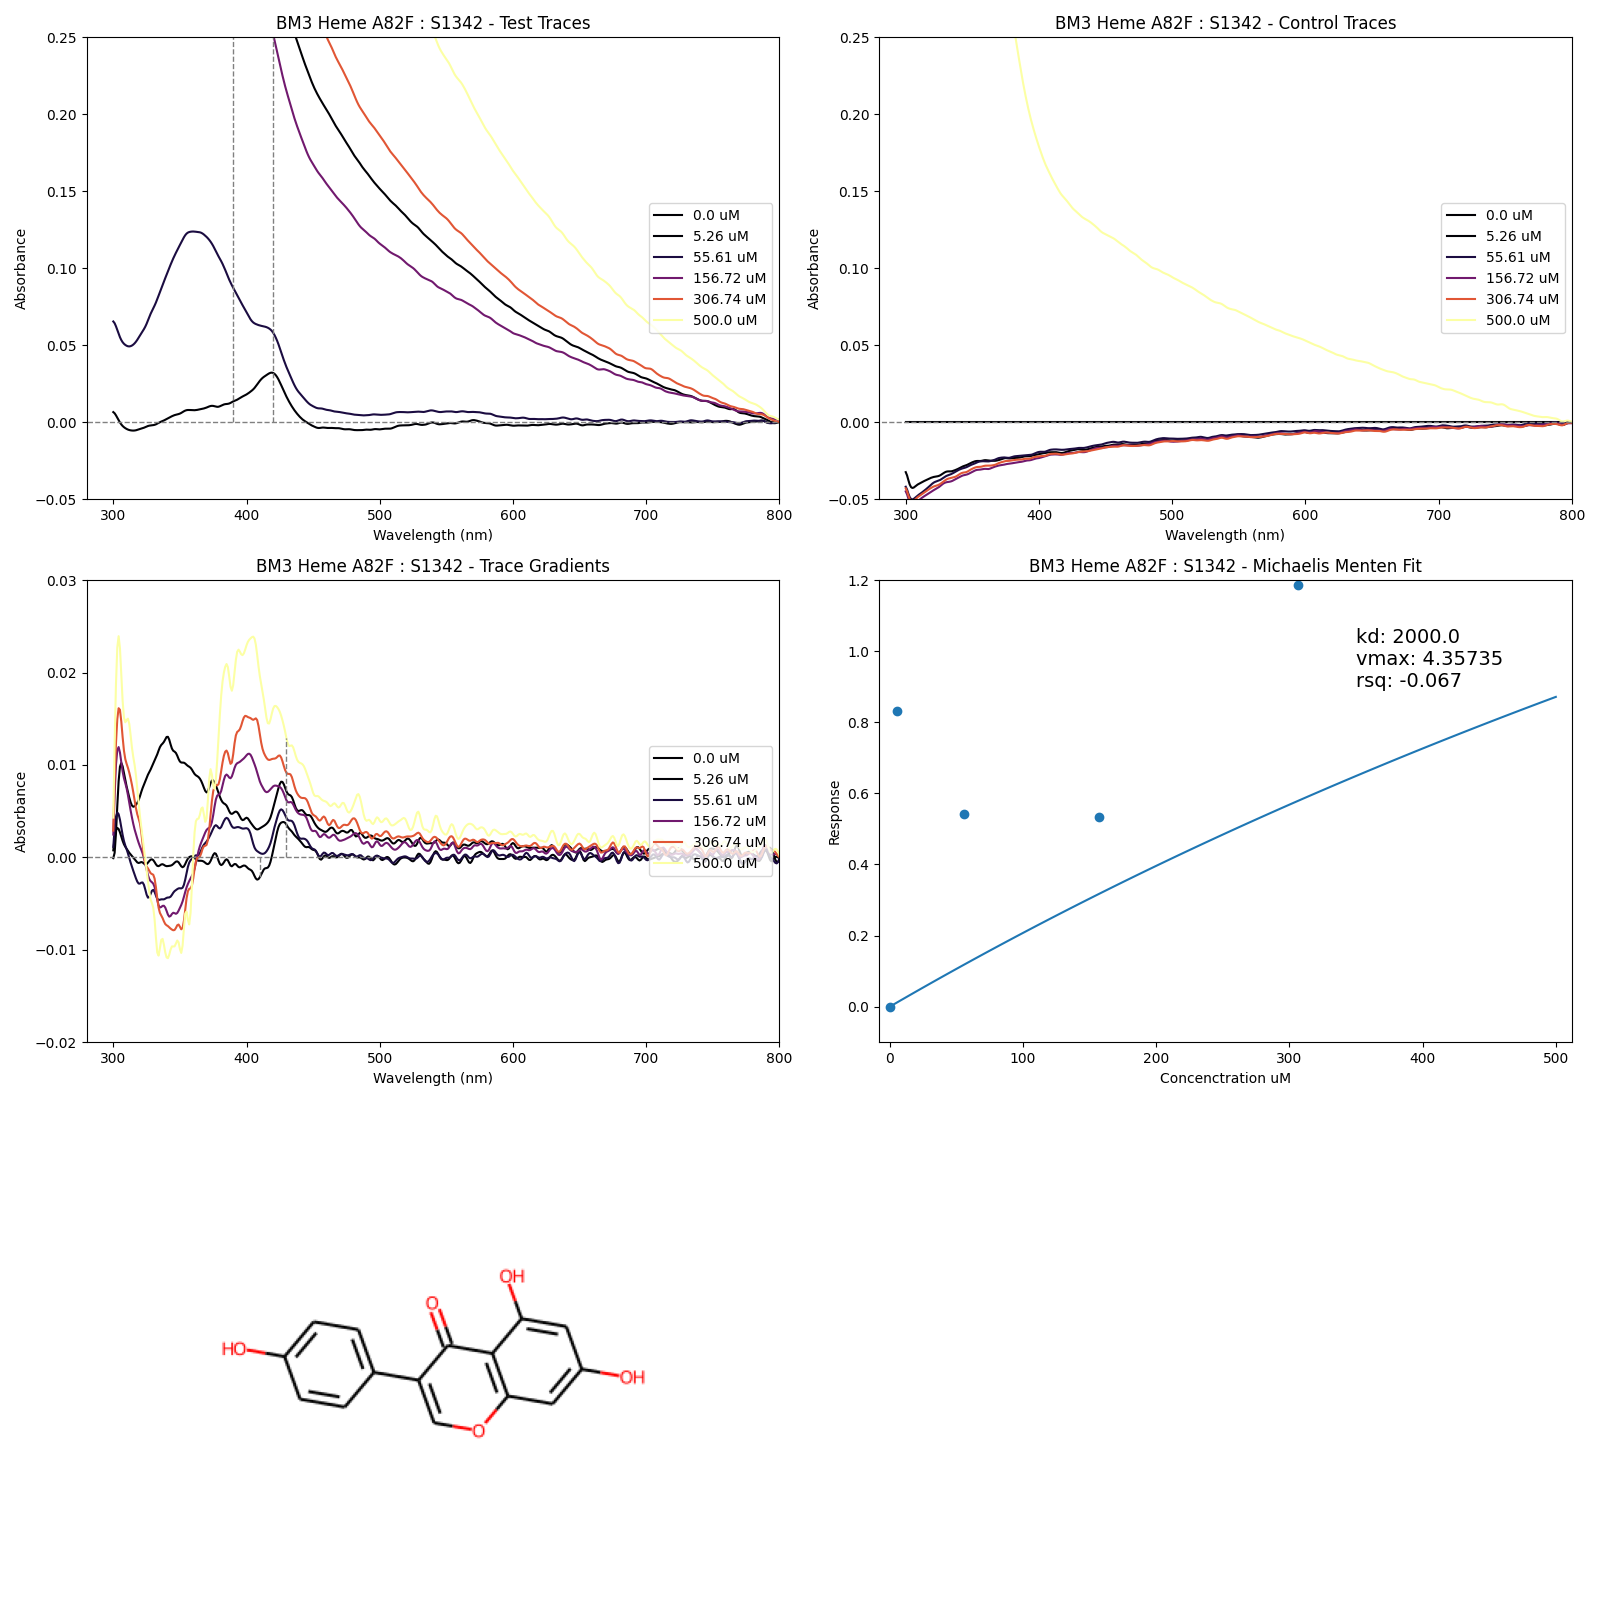 BM3 Heme A82F : S1342 - Test Traces
0.25
0.20
0.15
0.10
0.05
0.00
−0.05
Absorbance
300 400 500 600 700 800
Wavelength (nm)
0.0 uM
5.26 uM
55.61 uM
156.72 uM
306.74 uM
500.0 uM
BM3 Heme A82F : S1342 - Control Traces
0.25
0.20
0.15
0.10
0.05
0.00
−0.05
Absorbance
300 400 500 600 700 800
Wavelength (nm)
0.0 uM
5.26 uM
55.61 uM
156.72 uM
306.74 uM
500.0 uM
BM3 Heme A82F : S1342 - Trace Gradients
0.03
0.02
0.01
0.00
−0.01
−0.02
Absorbance
300 400 500 600 700 800
Wavelength (nm)
0.0 uM
5.26 uM
55.61 uM
156.72 uM
306.74 uM
500.0 uM
BM3 Heme A82F : S1342 - Michaelis Menten Fit
1.2
1.0
0.8
0.6
0.4
0.2
0.0
Response
0 100 200 300 400 500
Concenctration uM
kd: 2000.0
vmax: 4.35735
rsq: -0.067
OH
O
HO
OH
O